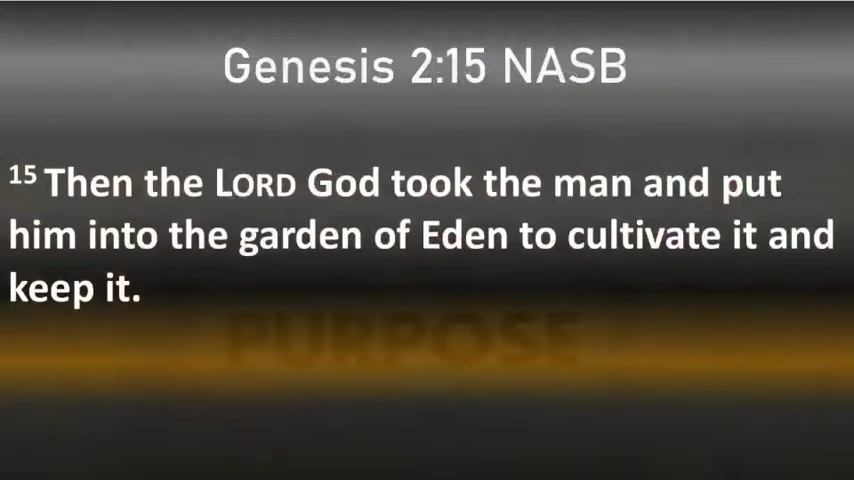 Genesis 2:15 NASB
15 Then the LORD God took the man and put
him into the garden of Eden to cultivate it and
keep it.
PURPOSE